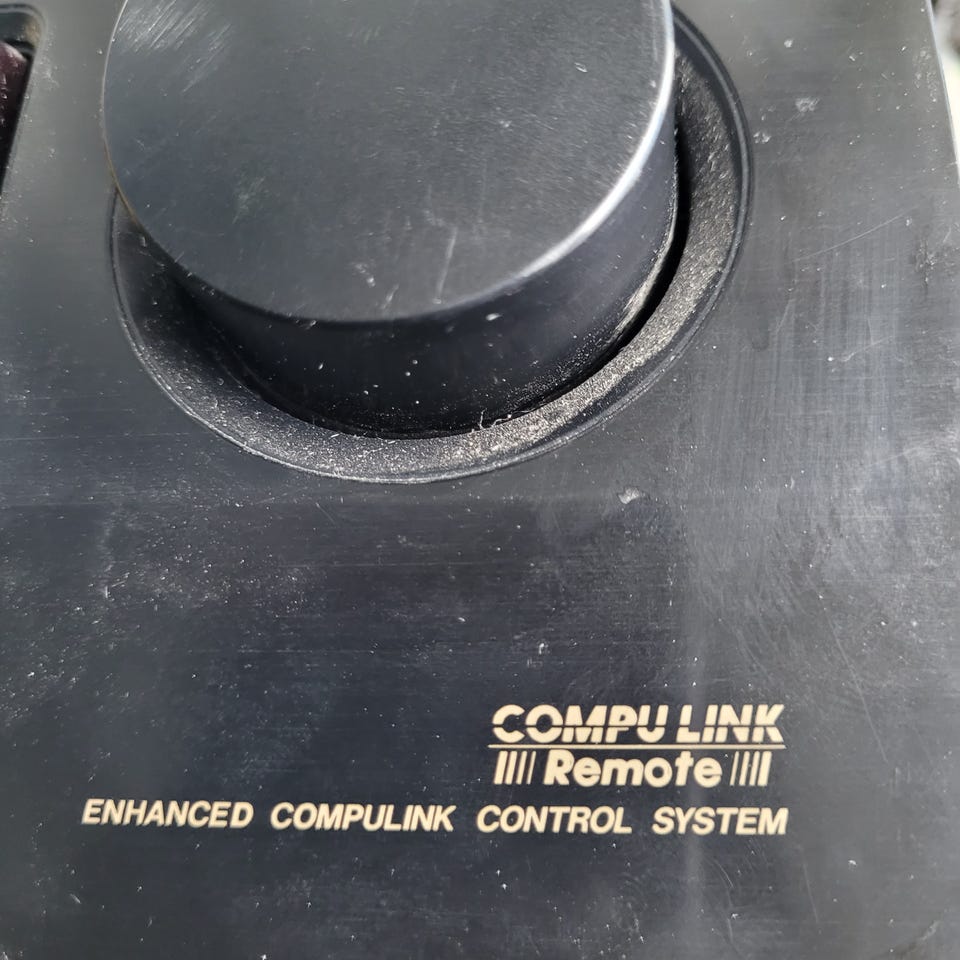 COMPU LINK
Remote
ENHANCED COMPULINK CONTROL SYSTEM